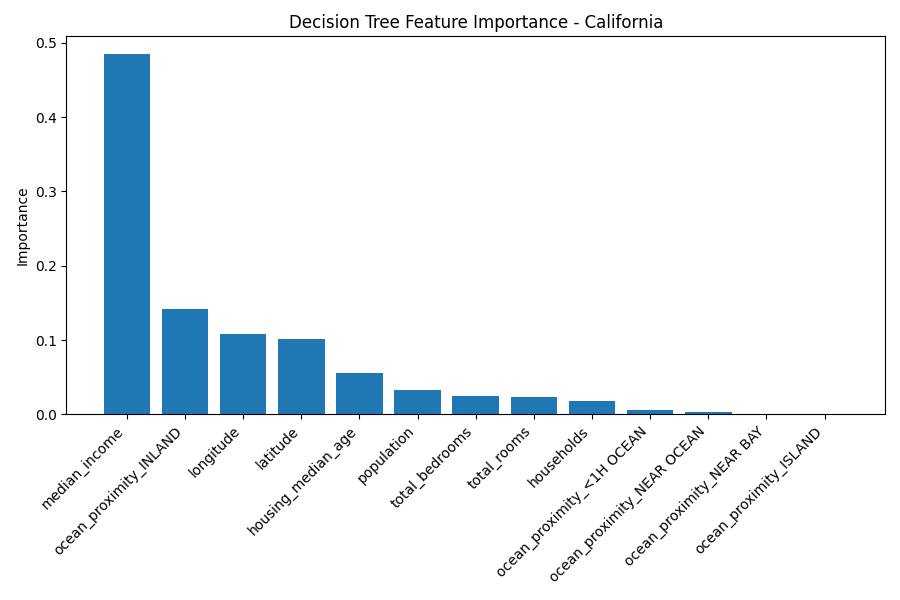 Decision Tree Feature Importance - California
Importance
0.5
0.4
0.3
0.2
0.1
0.0
median_income
ocean_proximity_INLAND
longitude
latitude
housing_median_age
population
total_bedrooms
total_rooms
households
ocean_proximity_<1H OCEAN
ocean_proximity_NEAR OCEAN
ocean_proximity_NEAR BAY
ocean_proximity_ISLAND